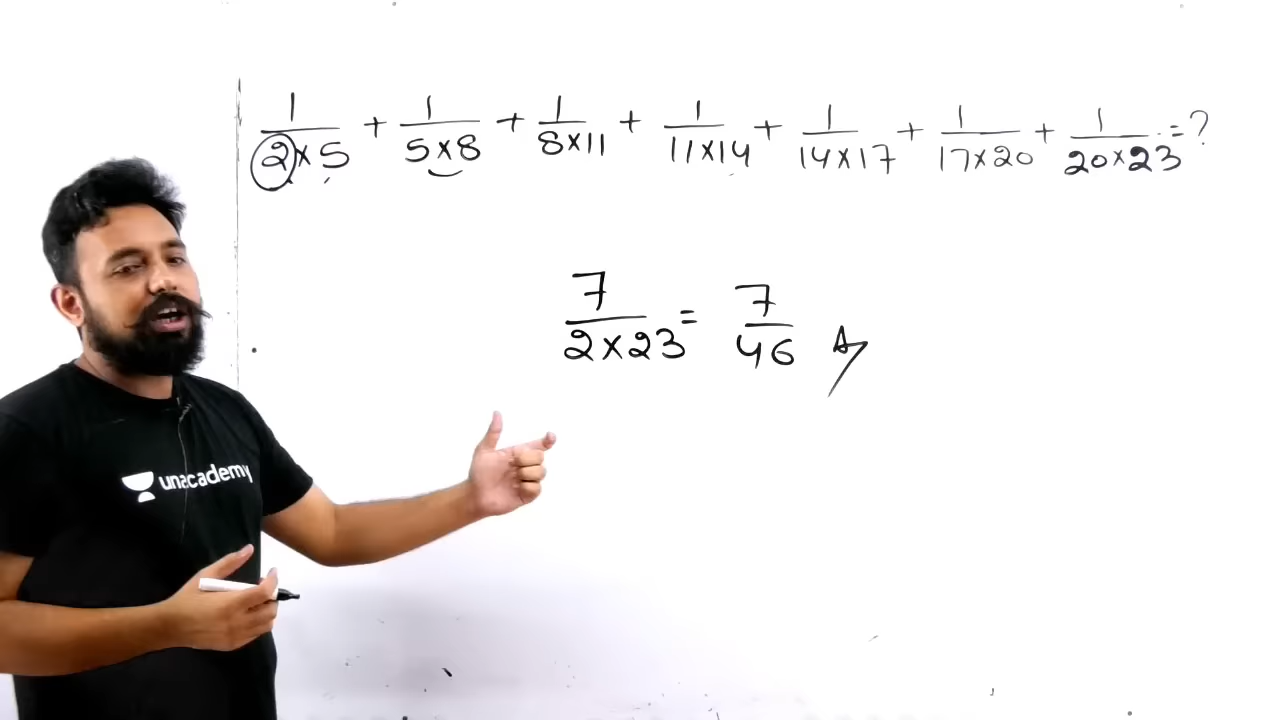 1/(2×5) + 1/(5×8) + 1/(8×11) + 1/(11×14) + 1/(14×17) + 1/(17×20) + 1/(20×23) = ?
7/(2×23) = 7/46 A
unacademy